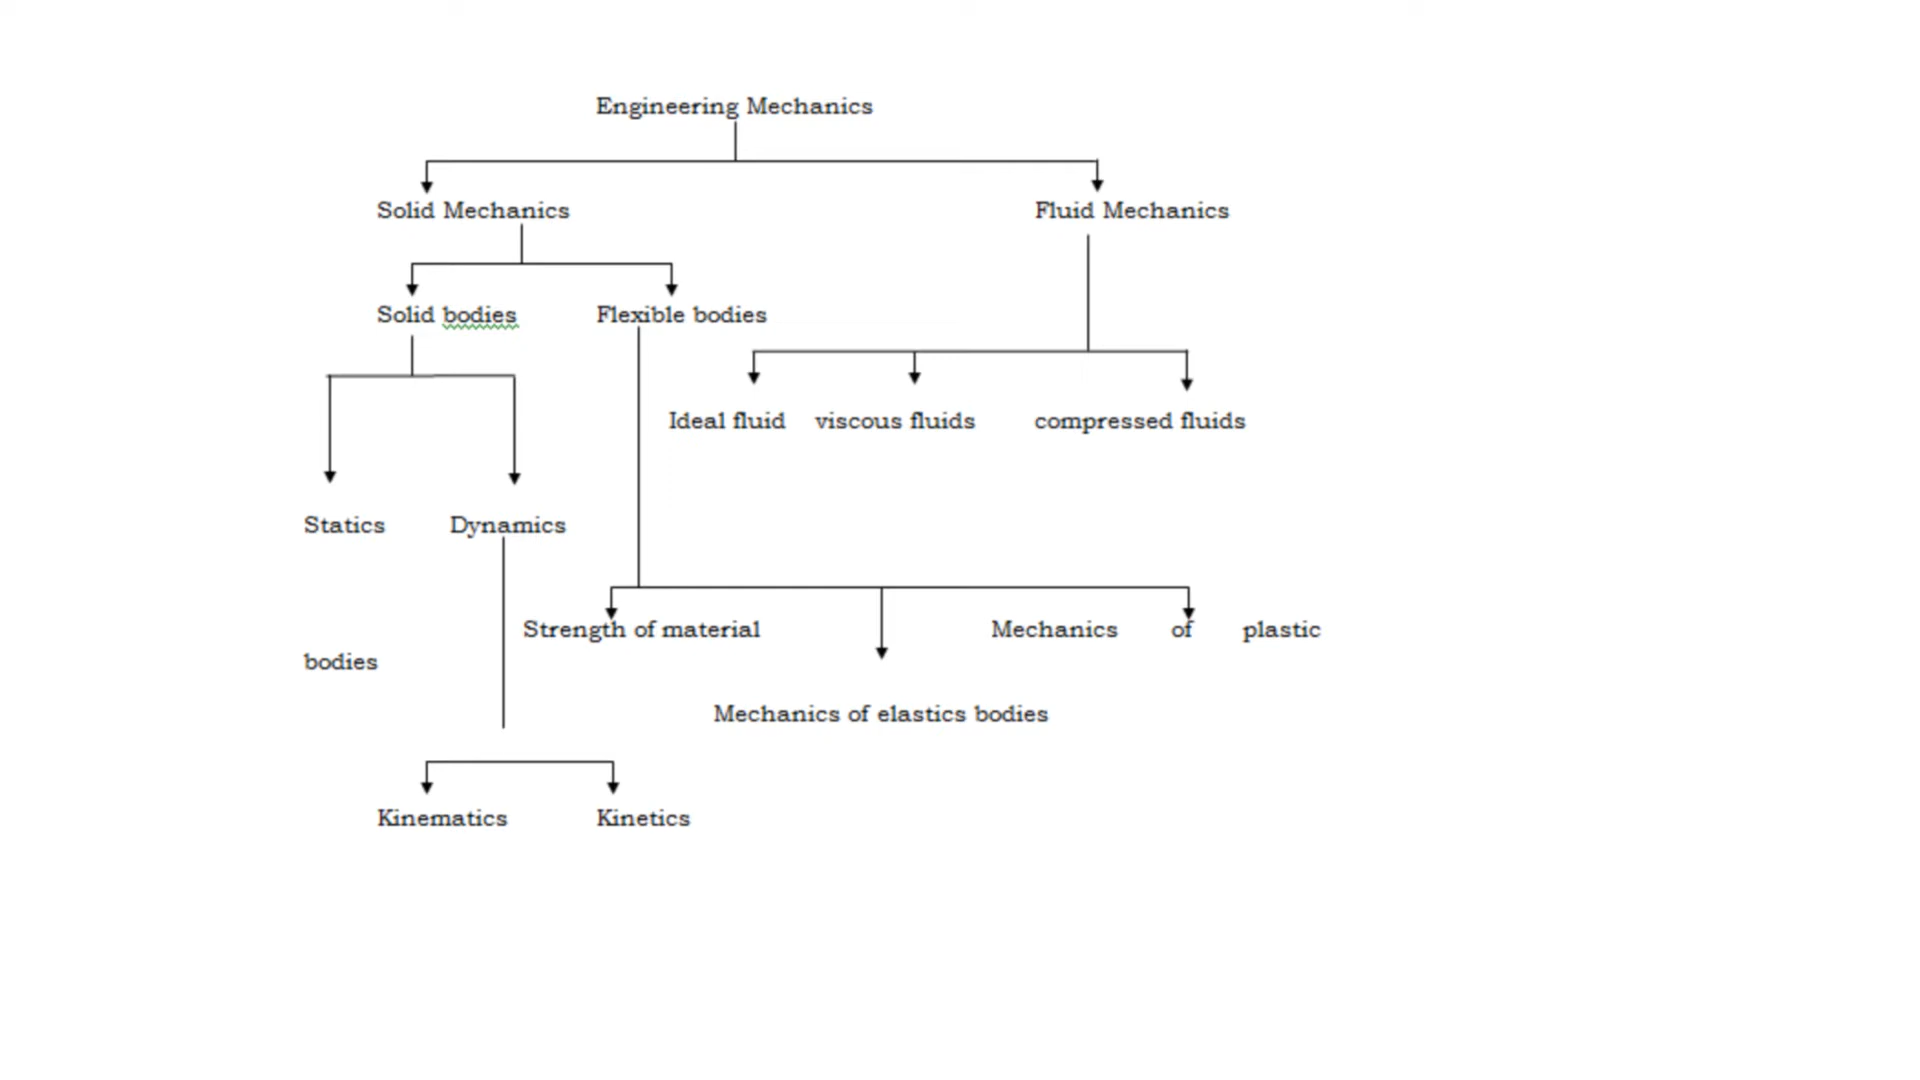 Engineering Mechanics
Solid Mechanics Fluid Mechanics
Solid bodies Flexible bodies
Ideal fluid viscous fluids compressed fluids
Statics Dynamics
Strength of material Mechanics of plastic
bodies
Mechanics of elastics bodies
Kinematics Kinetics